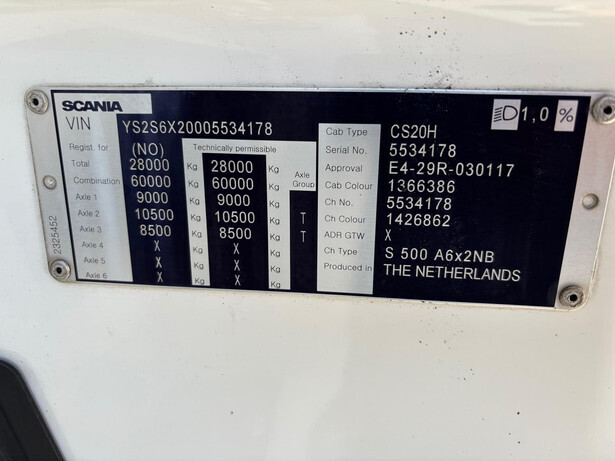 SCANIA
VIN YS2S6X20005534178
1,0 %
Regist. for (NO) Technically permissible
Total 28000 Kg 28000 Kg
Combination 60000 Kg 60000 Kg Axle Group
Axle 1 9000 Kg 9000 Kg
Axle 2 10500 Kg 10500 Kg T
Axle 3 8500 Kg 8500 Kg T
Axle 4 X Kg X Kg
Axle 5 X Kg X Kg
Axle 6 X Kg X Kg
Cab Type CS20H
Serial No. 5534178
Approval E4-29R-030117
Cab Colour 1366386
Ch No. 5534178
Ch Colour 1426862
ADR GTW X
Ch Type S 500 A6x2NB
Produced in THE NETHERLANDS
2325452